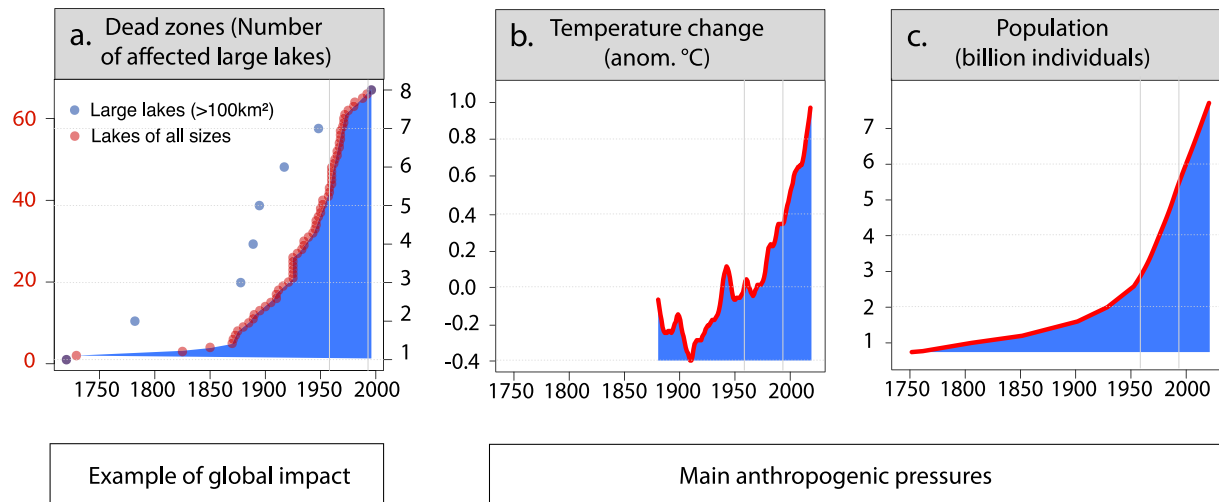 a. Dead zones (Number
of affected large lakes)
60
40
20
0
Large lakes (>100km²)
Lakes of all sizes
8
7
6
5
4
3
2
1
1750 1800 1850 1900 1950 2000
Example of global impact
b. Temperature change
(anom. °C)
1.0
0.8
0.6
0.4
0.2
0.0
-0.2
-0.4
1750 1800 1850 1900 1950 2000
c. Population
(billion individuals)
7
6
5
4
3
2
1
1750 1800 1850 1900 1950 2000
Main anthropogenic pressures